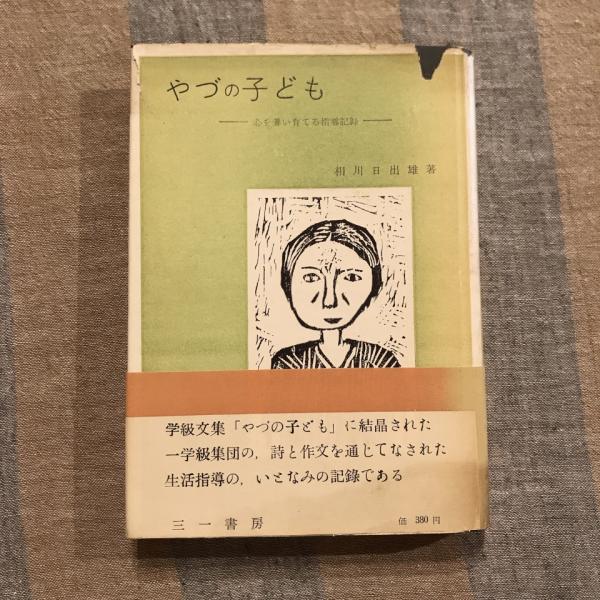 やづの子ども
心を養い育てる指導記録
相川日出雄著
学級文集「やづの子ども」に結晶された
一学級集団の，詩と作文を通じてなされた
生活指導の，いとなみの記録である
三一書房
価 380 円